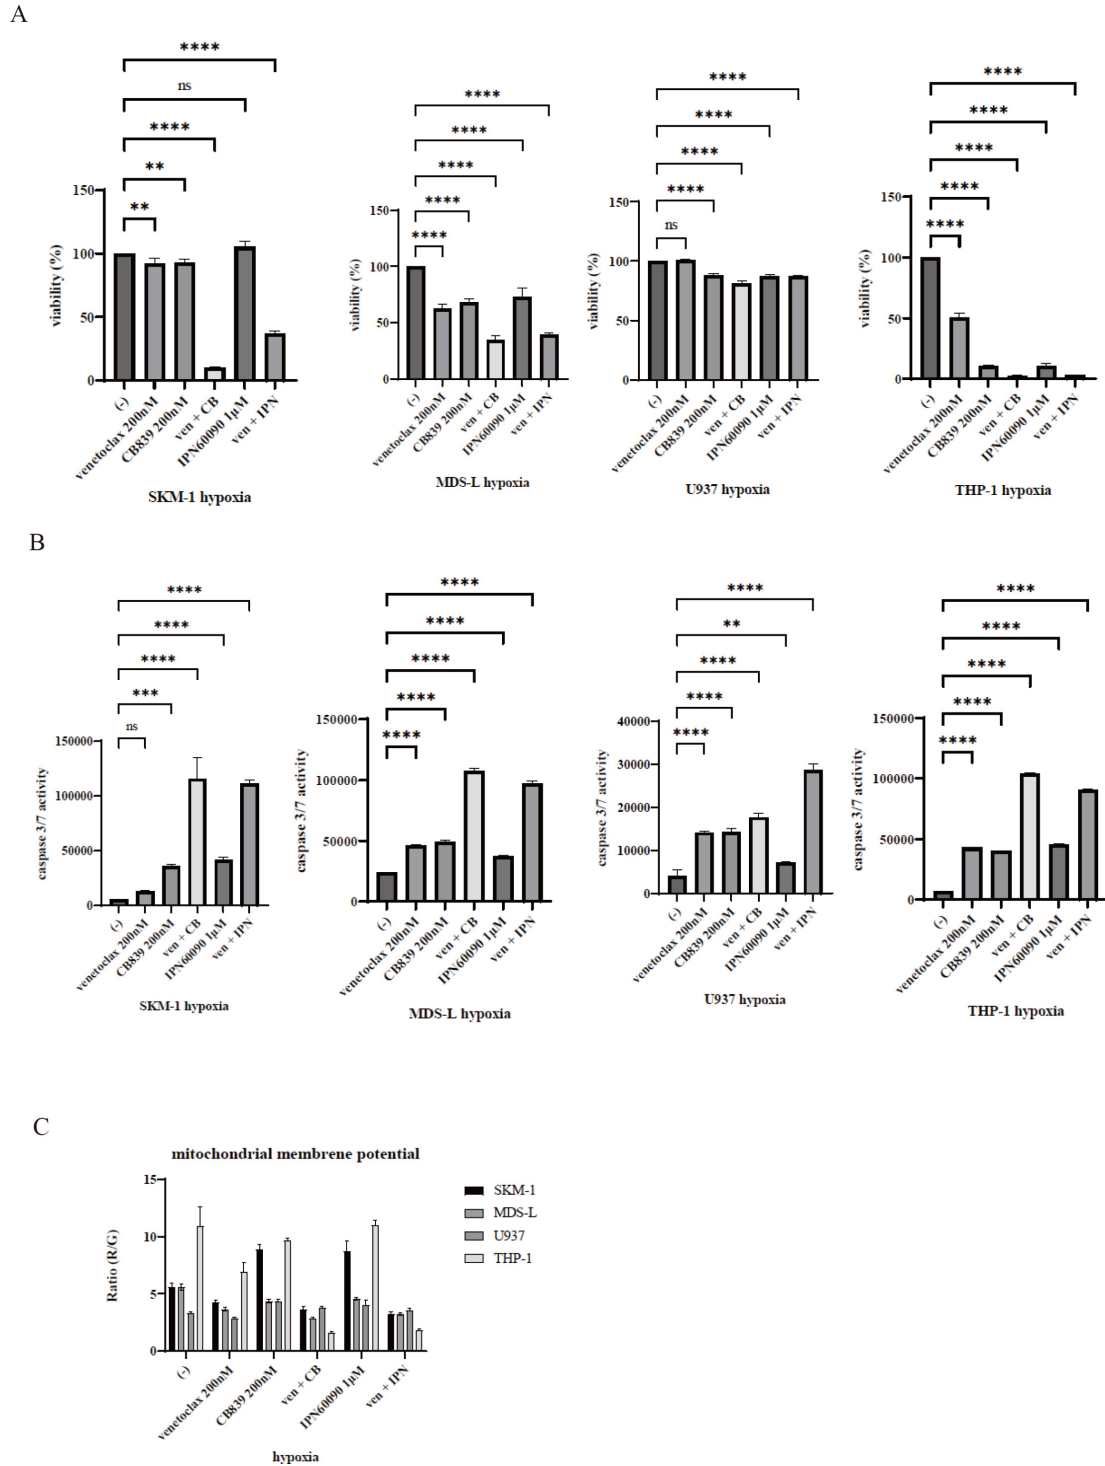 A
****
ns
****
**
**
150
100
50
0
viability (%)
(-)
venetoclax 200nM
CB839 200nM
ven + CB
IPN60090 1μM
ven + IPN
SKM-1 hypoxia
****
****
****
****
****
150
100
50
0
viability (%)
(-)
venetoclax 200nM
CB839 200nM
ven + CB
IPN60090 1μM
ven + IPN
MDS-L hypoxia
****
****
****
****
ns
150
100
50
0
viability (%)
(-)
venetoclax 200nM
CB839 200nM
ven + CB
IPN60090 1μM
ven + IPN
U937 hypoxia
****
****
****
****
****
150
100
50
0
viability (%)
(-)
venetoclax 200nM
CB839 200nM
ven + CB
IPN60090 1μM
ven + IPN
THP-1 hypoxia
B
****
****
****
***
ns
150000
100000
50000
0
caspase 3/7 activity
(-)
venetoclax 200nM
CB839 200nM
ven + CB
IPN60090 1μM
ven + IPN
SKM-1 hypoxia
****
****
****
****
****
150000
100000
50000
0
caspase 3/7 activity
(-)
venetoclax 200nM
CB839 200nM
ven + CB
IPN60090 1μM
ven + IPN
MDS-L hypoxia
****
**
****
****
****
40000
30000
20000
10000
0
caspase 3/7 activity
(-)
venetoclax 200nM
CB839 200nM
ven + CB
IPN60090 1μM
ven + IPN
U937 hypoxia
****
****
****
****
****
150000
100000
50000
0
caspase 3/7 activity
(-)
venetoclax 200nM
CB839 200nM
ven + CB
IPN60090 1μM
ven + IPN
THP-1 hypoxia
C
mitochondrial membrene potential
15
10
5
0
Ratio (R/G)
SKM-1
MDS-L
U937
THP-1
(-)
venetoclax 200nM
CB839 200nM
ven + CB
IPN60090 1μM
ven + IPN
hypoxia